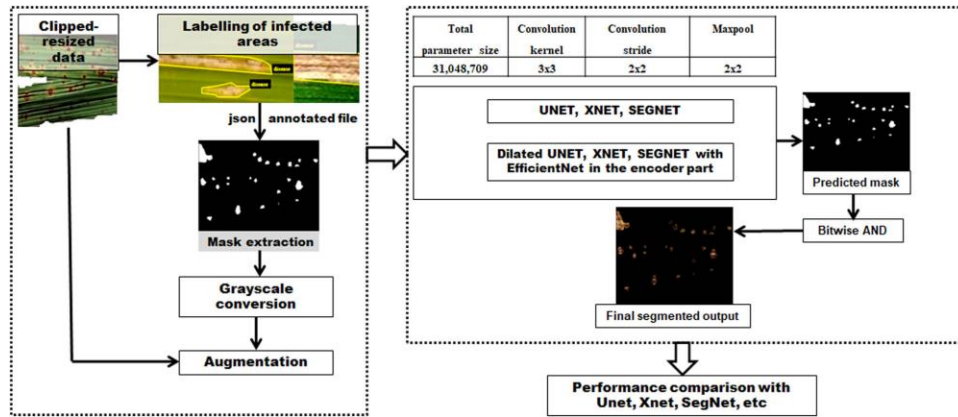 Clipped-
resized
data
Labelling of infected
areas
json annotated file
Mask extraction
Grayscale
conversion
Augmentation
Total
parameter size
Convolution
kernel
Convolution
stride
Maxpool
31,048,709
3x3
2x2
2x2
UNET, XNET, SEGNET
Dilated UNET, XNET, SEGNET with
EfficientNet in the encoder part
Predicted mask
Bitwise AND
Final segmented output
Performance comparison with
Unet, Xnet, SegNet, etc